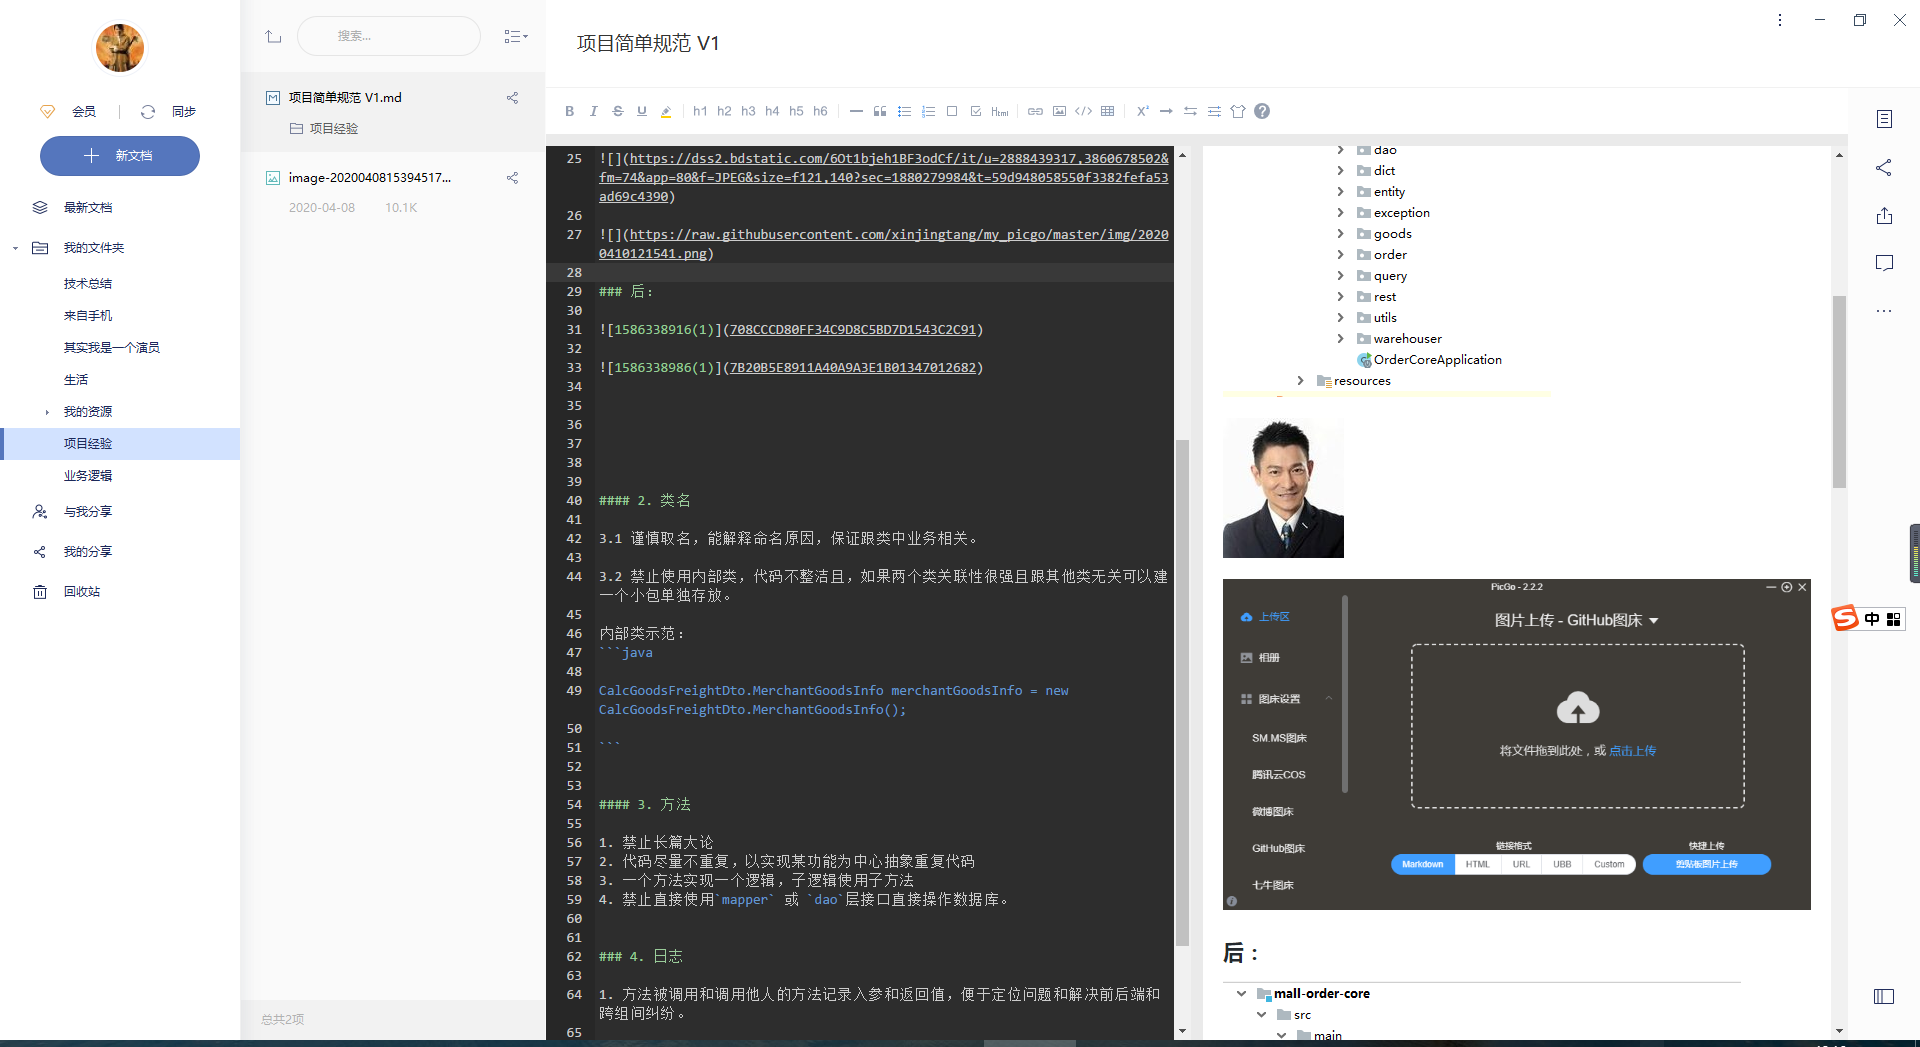 会员
同步
新文档
最新文档
我的文件夹
技术总结
来自手机
其实我是一个演员
生活
我的资源
项目经验
业务逻辑
与我分享
我的分享
回收站
搜索...
项目简单规范 V1.md
项目经验
image-2020040815394517...
2020-04-08 10.1K
总共2项
项目简单规范 V1
B I S U h1 h2 h3 h4 h5 h6 Html X²
25 ![](https://dss2.bdstatic.com/6Ot1bjeh1BF3odCf/it/u=2888439317,3860678502&
fm=74&app=80&f=JPEG&size=f121,140?sec=1880279984&t=59d948058550f3382fefa53
ad69c4390)
26
27 ![](https://raw.githubusercontent.com/xinjingtang/my_picgo/master/img/2020
0410121541.png)
28
29 ### 后:
30
31 ![1586338916(1)](708CCCD80FF34C9D8C5BD7D1543C2C91)
32
33 ![1586338986(1)](7B20B5E8911A40A9A3E1B01347012682)
34
35
36
37
38
39
40 #### 2. 类名
41
42 3.1 谨慎取名，能解释命名原因，保证跟类中业务相关。
43
44 3.2 禁止使用内部类，代码不整洁且，如果两个类关联性很强且跟其他类无关可以建
一个小包单独存放。
45
46 内部类示范：
47 ```java
48
49 CalcGoodsFreightDto.MerchantGoodsInfo merchantGoodsInfo = new
CalcGoodsFreightDto.MerchantGoodsInfo();
50
51 ```
52
53
54 #### 3. 方法
55
56 1. 禁止长篇大论
57 2. 代码尽量不重复，以实现某功能为中心抽象重复代码
58 3. 一个方法实现一个逻辑，子逻辑使用子方法
59 4. 禁止直接使用`mapper` 或 `dao`层接口直接操作数据库。
60
61
62 ### 4. 日志
63
64 1. 方法被调用和调用他人的方法记录入参和返回值，便于定位问题和解决前后端和
跨组间纠纷。
65
dao
dict
entity
exception
goods
order
query
rest
utils
warehouser
OrderCoreApplication
resources
PicGo - 2.2.2
上传区
相册
图床设置
SM.MS图床
腾讯云COS
微博图床
GitHub图床
七牛图床
图片上传 - GitHub图床
将文件拖到此处，或 点击上传
链接格式 快捷上传
Markdown HTML URL UBB Custom 剪贴板图片上传
后：
mall-order-core
src
main
中